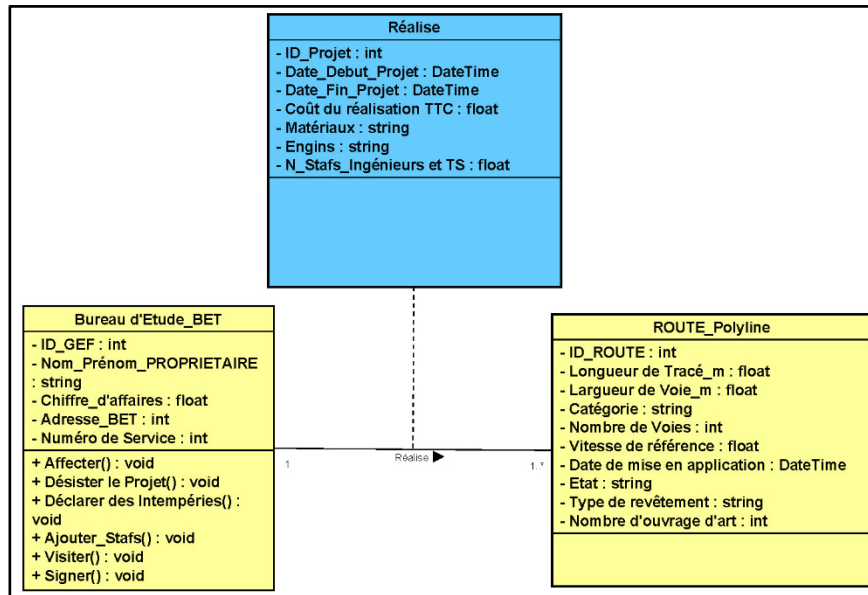 Réalise
- ID_Projet : int
- Date_Debut_Projet : DateTime
- Date_Fin_Projet : DateTime
- Coût du réalisation TTC : float
- Matériaux : string
- Engins : string
- N_Stafs_Ingénieurs et TS : float
Bureau d'Etude_BET
- ID_GEF : int
- Nom_Prénom_PROPRIETAIRE
: string
- Chiffre_d'affaires : float
- Adresse_BET : int
- Numéro de Service : int
+ Affecter() : void
+ Désister le Projet() : void
+ Déclarer des Intempéries() :
void
+ Ajouter_Stafs() : void
+ Visiter() : void
+ Signer() : void
1
Réalise
1..*
ROUTE_Polyline
- ID_ROUTE : int
- Longueur de Tracé_m : float
- Largueur de Voie_m : float
- Catégorie : string
- Nombre de Voies : int
- Vitesse de référence : float
- Date de mise en application : DateTime
- Etat : string
- Type de revêtement : string
- Nombre d'ouvrage d'art : int